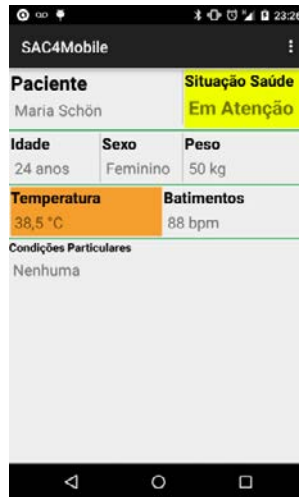 23:26
SAC4Mobile
Paciente
Situação Saúde
Maria Schön
Em Atenção
Idade
Sexo
Peso
24 anos
Feminino
50 kg
Temperatura
Batimentos
38,5 °C
88 bpm
Condições Particulares
Nenhuma